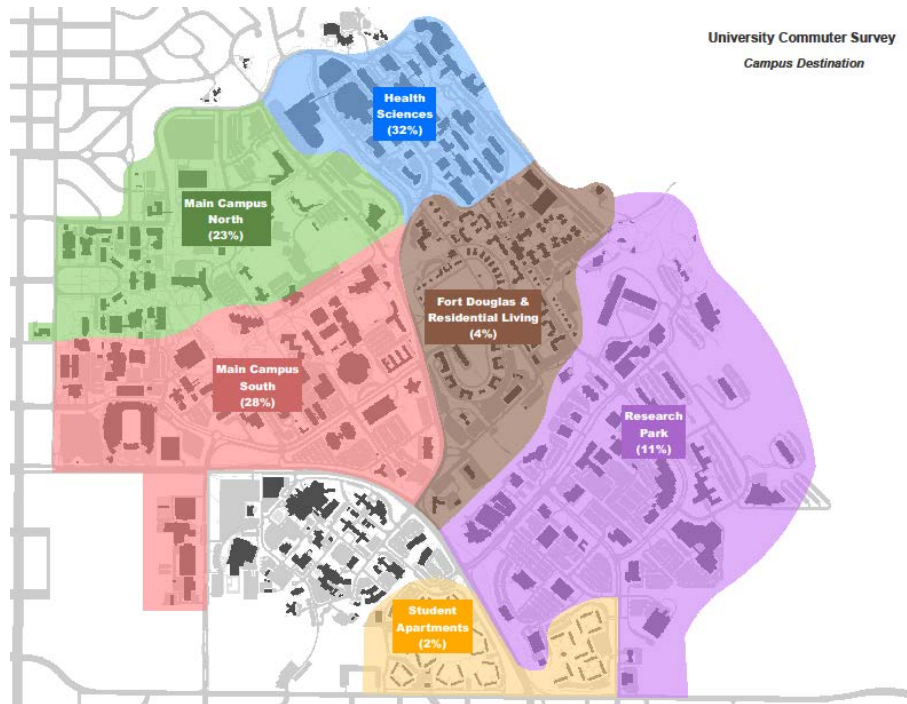 University Commuter Survey
Campus Destination
Health
Sciences
(32%)
Main Campus
North
(23%)
Fort Douglas &
Residential Living
(4%)
Main Campus
South
(28%)
Research
Park
(11%)
Student
Apartments
(2%)